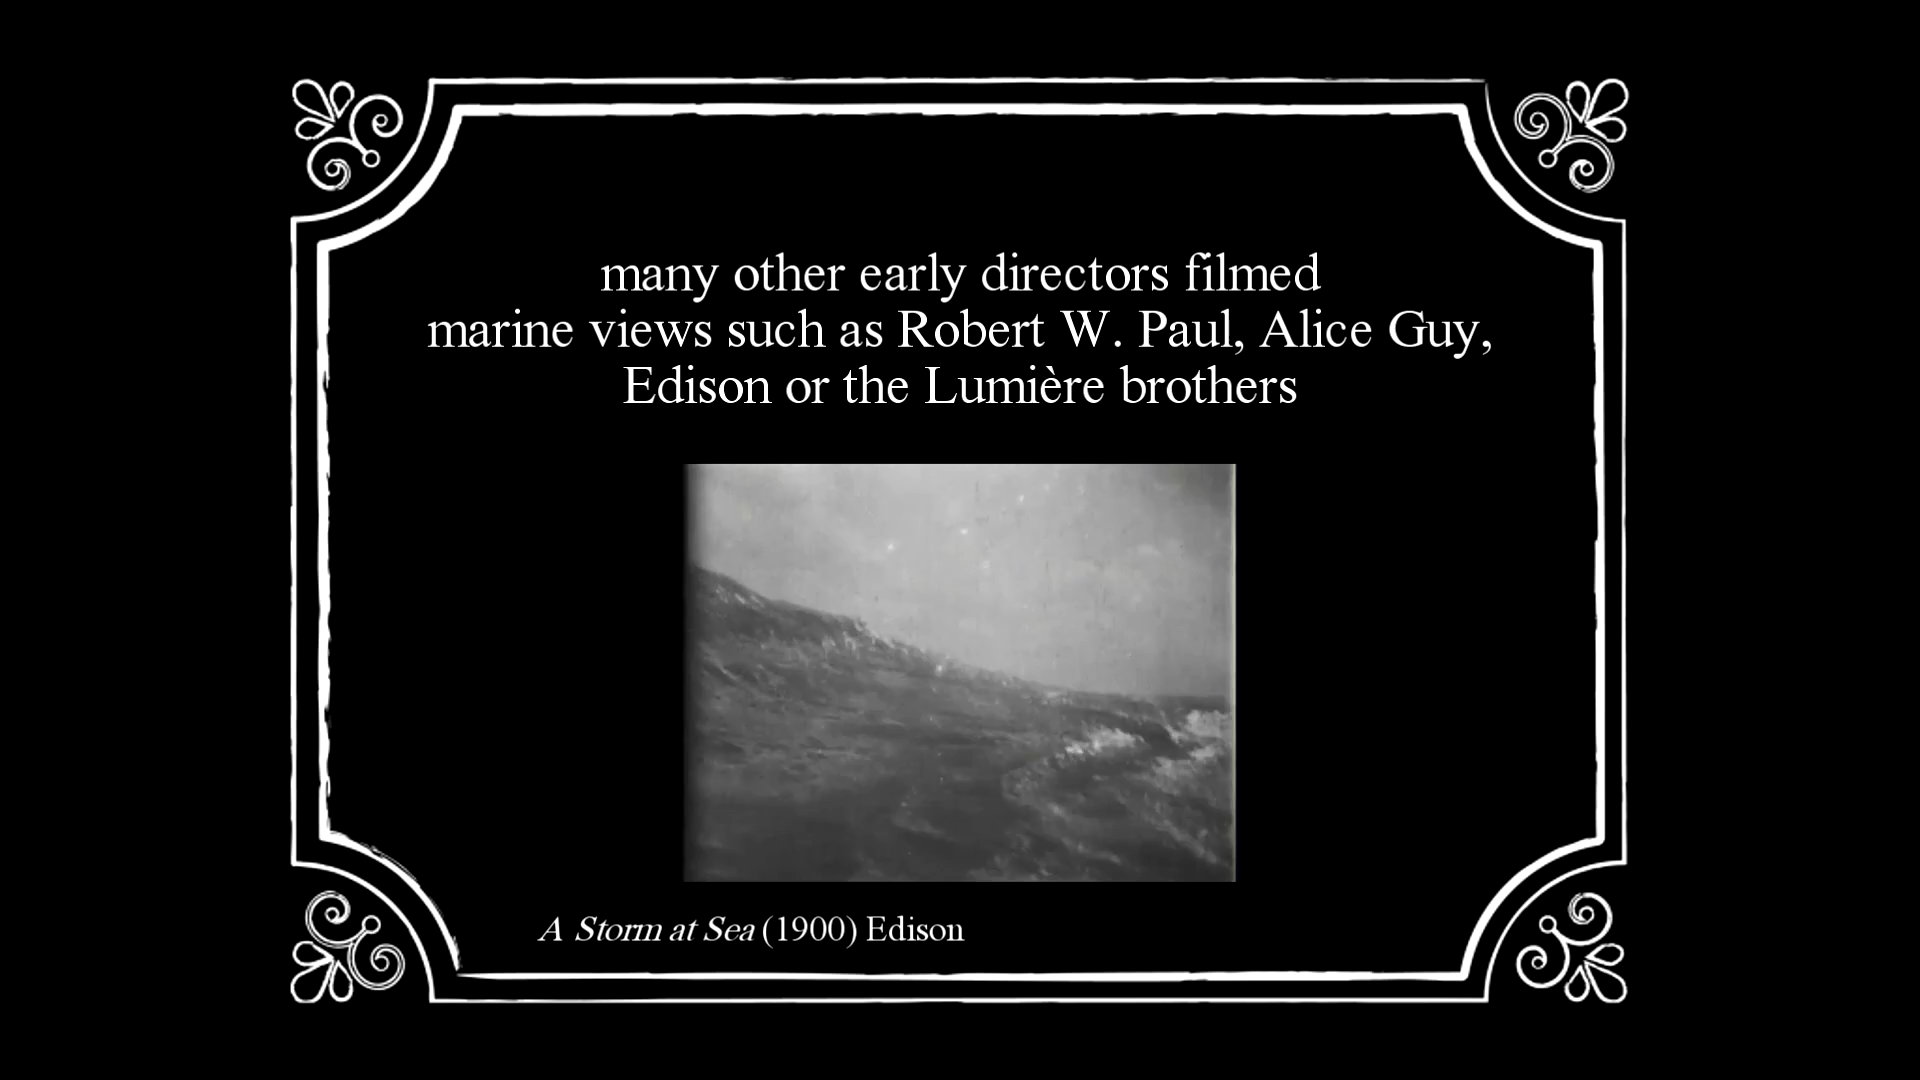 many other early directors filmed
marine views such as Robert W. Paul, Alice Guy,
Edison or the Lumière brothers
A Storm at Sea (1900) Edison